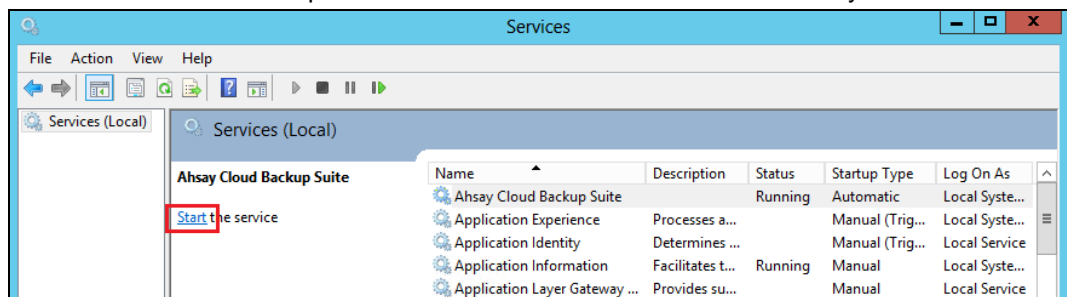 Services
File Action View Help
Services (Local)
Services (Local)
Ahsay Cloud Backup Suite
Start the service
Name Description Status Startup Type Log On As
Ahsay Cloud Backup Suite Running Automatic Local Syste...
Application Experience Processes a... Manual (Trig... Local Syste...
Application Identity Determines ... Manual (Trig... Local Service
Application Information Facilitates t... Running Manual Local Syste...
Application Layer Gateway ... Provides su... Manual Local Service